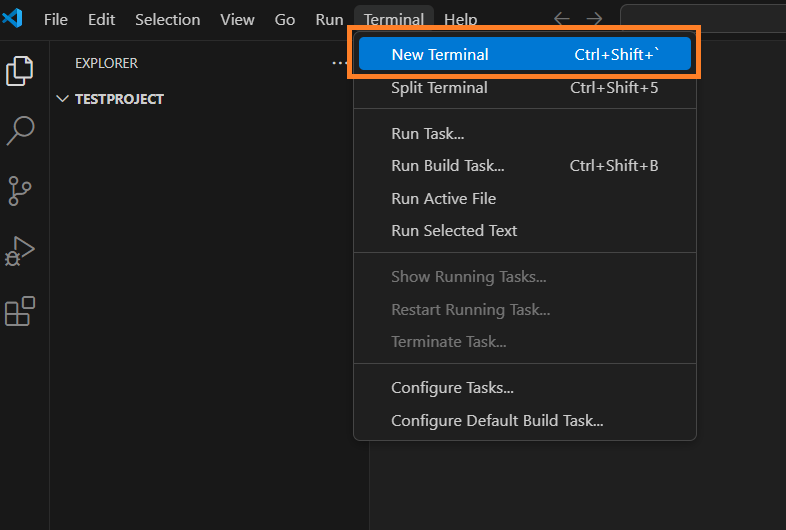 File Edit Selection View Go Run Terminal Help
EXPLORER ...
TESTPROJECT
New Terminal Ctrl+Shift+`
Split Terminal Ctrl+Shift+5
Run Task...
Run Build Task... Ctrl+Shift+B
Run Active File
Run Selected Text
Show Running Tasks...
Restart Running Task...
Terminate Task...
Configure Tasks...
Configure Default Build Task...